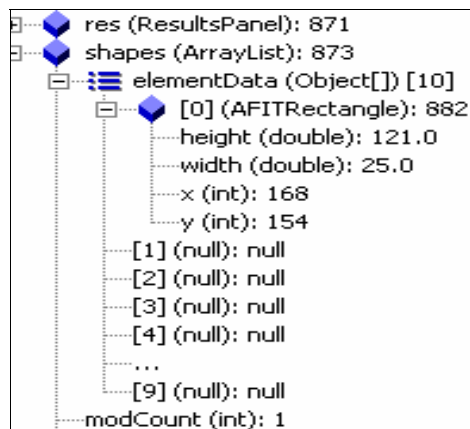 res (ResultsPanel): 871
shapes (ArrayList): 873
elementData (Object[]) [10]
[0] (AFITRectangle): 882
height (double): 121.0
width (double): 25.0
x (int): 168
y (int): 154
[1] (null): null
[2] (null): null
[3] (null): null
[4] (null): null
...
[9] (null): null
modCount (int): 1